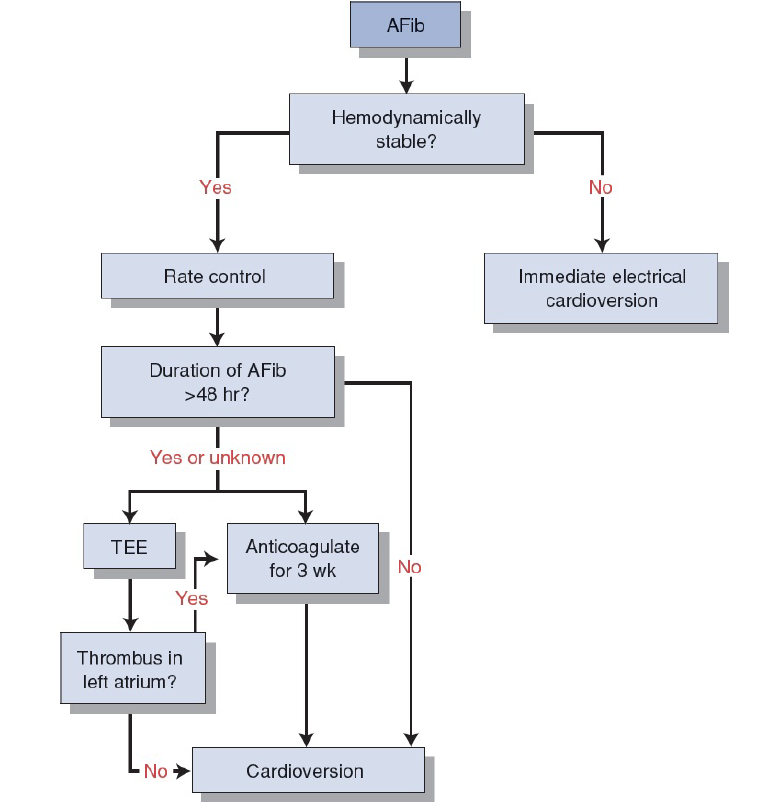 AFib
Hemodynamically
stable?
Yes
No
Rate control
Immediate electrical
cardioversion
Duration of AFib
>48 hr?
Yes or unknown
TEE
Anticoagulate
for 3 wk
No
Yes
Thrombus in
left atrium?
No
Cardioversion